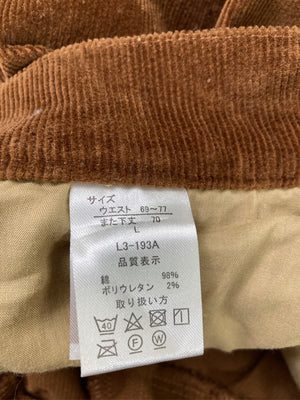 サイズ
ウエスト 69〜77
また下丈 70
L
L3-193A
品質表示
綿 98%
ポリウレタン 2%
取り扱い方
40
F W